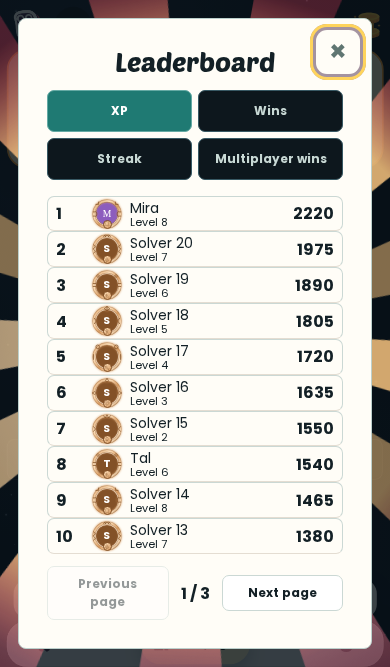 Leaderboard
✖
XP
Wins
Streak
Multiplayer wins
1 M Mira 2220
Level 8
2 S Solver 20 1975
Level 7
3 S Solver 19 1890
Level 6
4 S Solver 18 1805
Level 5
5 S Solver 17 1720
Level 4
6 S Solver 16 1635
Level 3
7 S Solver 15 1550
Level 2
8 T Tal 1540
Level 6
9 S Solver 14 1465
Level 8
10 S Solver 13 1380
Level 7
Previous
page
1 / 3
Next page